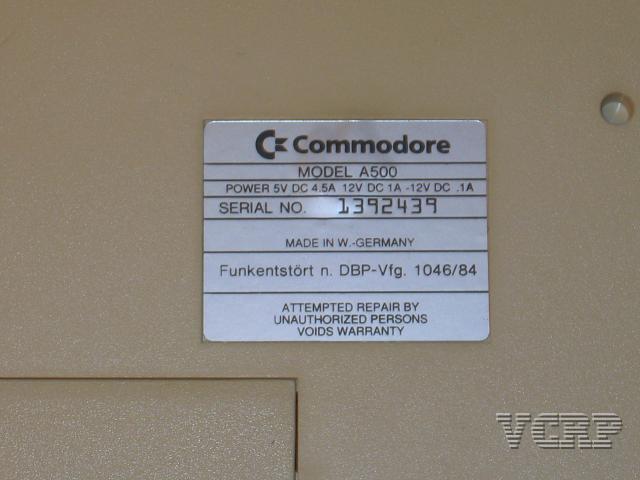 Commodore
MODEL A500
POWER 5V DC 4.5A 12V DC 1A -12V DC .1A
SERIAL NO. 1392439
MADE IN W.-GERMANY
Funkentstört n. DBP-Vfg. 1046/84
ATTEMPTED REPAIR BY
UNAUTHORIZED PERSONS
VOIDS WARRANTY
VCRP